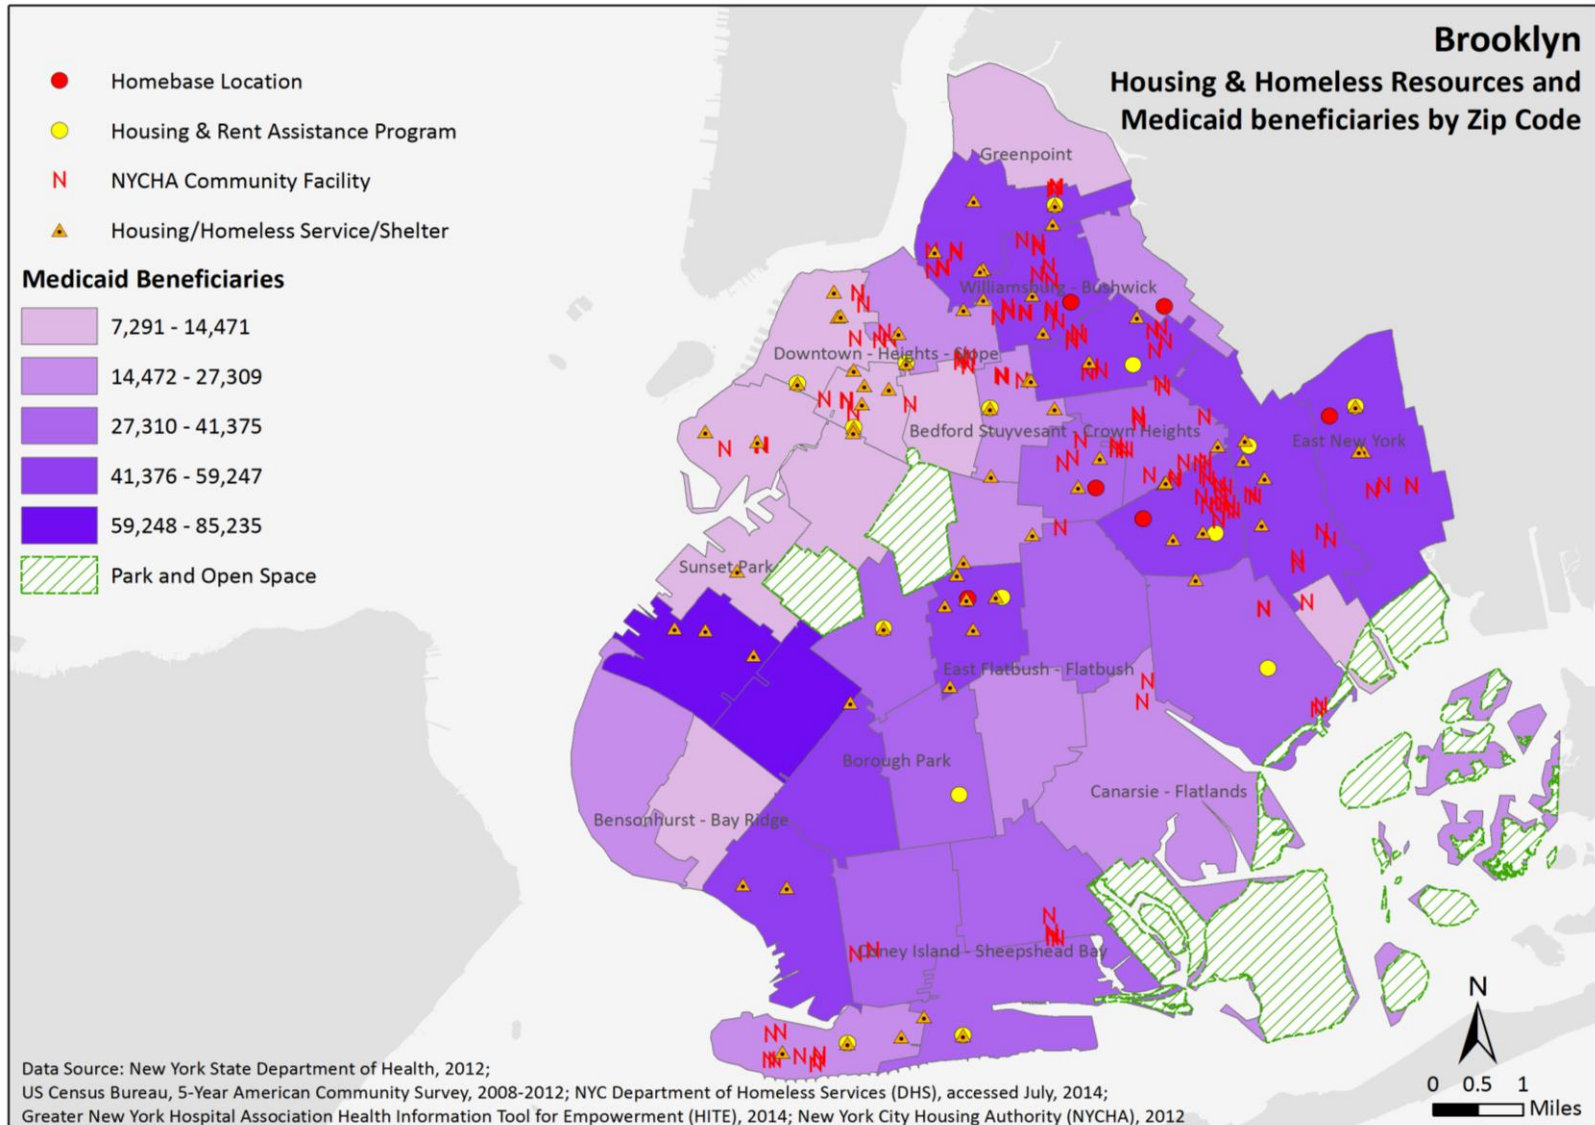 Brooklyn
Housing & Homeless Resources and
Medicaid beneficiaries by Zip Code
Homebase Location
Housing & Rent Assistance Program
N NYCHA Community Facility
Housing/Homeless Service/Shelter
Medicaid Beneficiaries
7,291 - 14,471
14,472 - 27,309
27,310 - 41,375
41,376 - 59,247
59,248 - 85,235
Park and Open Space
Greenpoint
Williamsburg - Bushwick
Downtown - Heights - Slope
Bedford Stuyvesant - Crown Heights
East New York
Sunset Park
East Flatbush - Flatbush
Borough Park
Canarsie - Flatlands
Bensonhurst - Bay Ridge
Coney Island - Sheepshead Bay
N
0 0.5 1
Miles
Data Source: New York State Department of Health, 2012;
US Census Bureau, 5-Year American Community Survey, 2008-2012; NYC Department of Homeless Services (DHS), accessed July, 2014;
Greater New York Hospital Association Health Information Tool for Empowerment (HITE), 2014; New York City Housing Authority (NYCHA), 2012